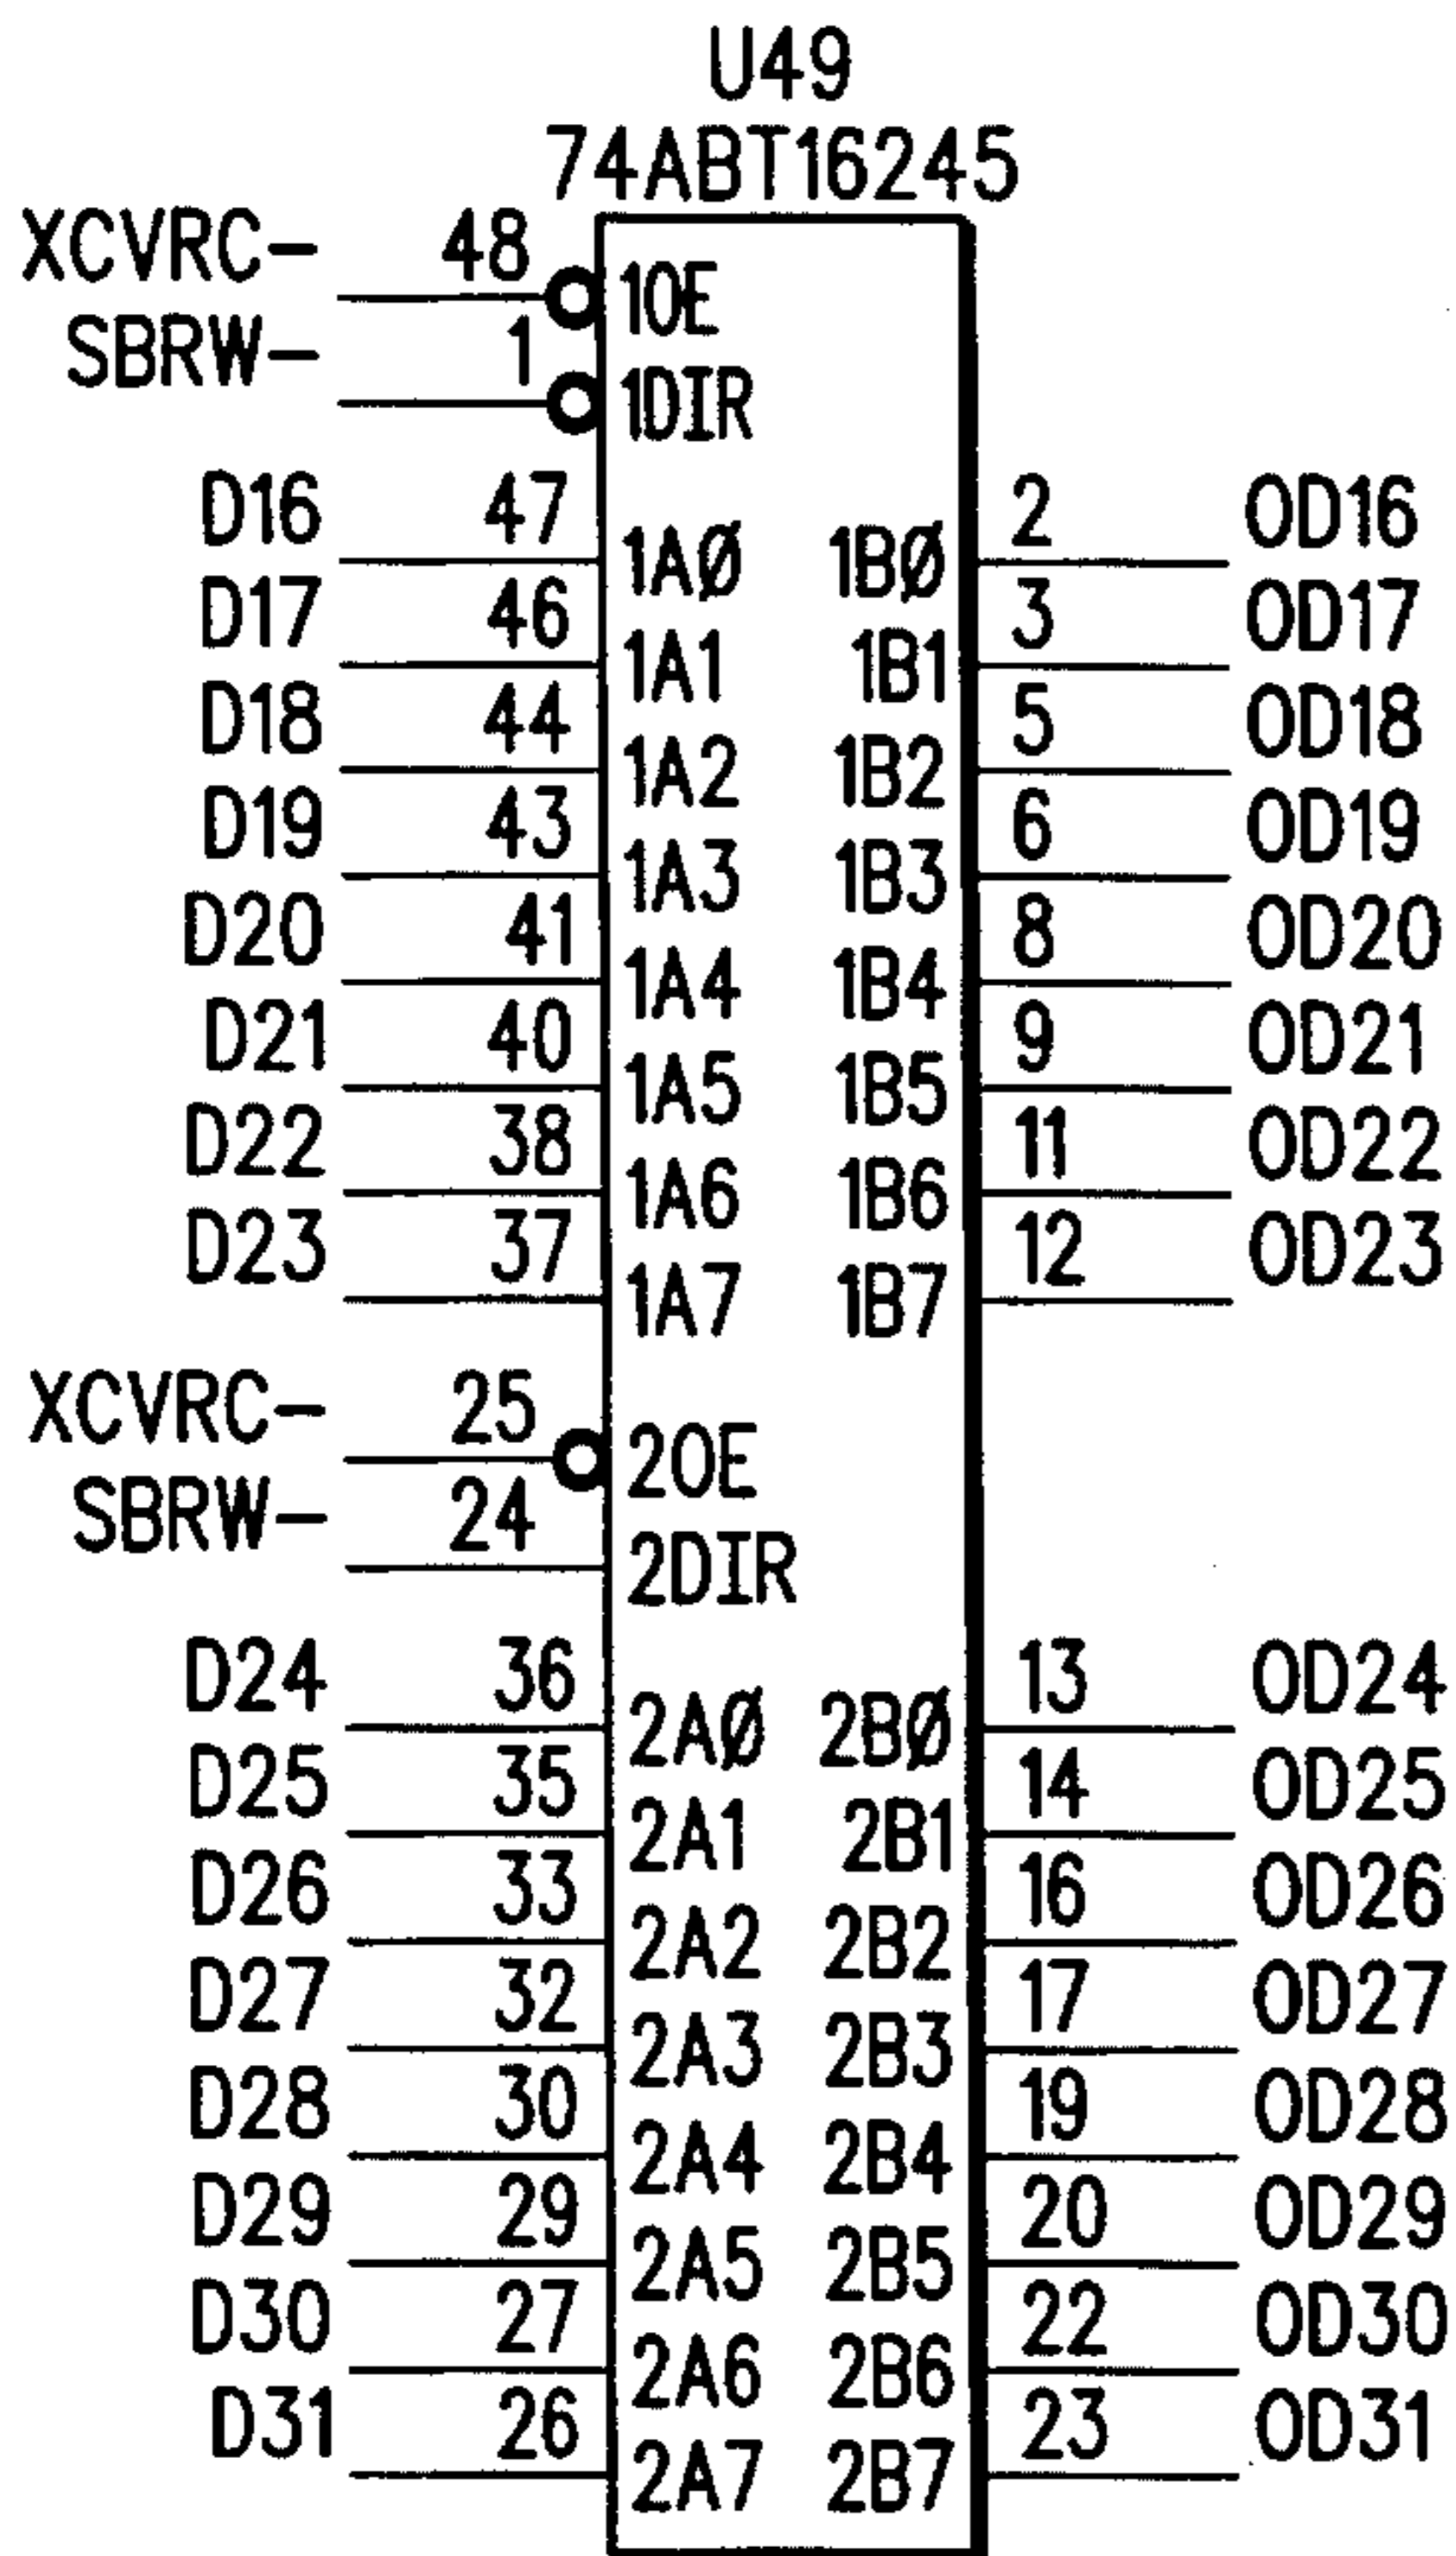 U49
74ABT16245
XCVRC- 48 1OE
SBRW- 1 1DIR
D16 47 1AØ 1BØ 2 OD16
D17 46 1A1 1B1 3 OD17
D18 44 1A2 1B2 5 OD18
D19 43 1A3 1B3 6 OD19
D20 41 1A4 1B4 8 OD20
D21 40 1A5 1B5 9 OD21
D22 38 1A6 1B6 11 OD22
D23 37 1A7 1B7 12 OD23
XCVRC- 25 2OE
SBRW- 24 2DIR
D24 36 2AØ 2BØ 13 OD24
D25 35 2A1 2B1 14 OD25
D26 33 2A2 2B2 16 OD26
D27 32 2A3 2B3 17 OD27
D28 30 2A4 2B4 19 OD28
D29 29 2A5 2B5 20 OD29
D30 27 2A6 2B6 22 OD30
D31 26 2A7 2B7 23 OD31